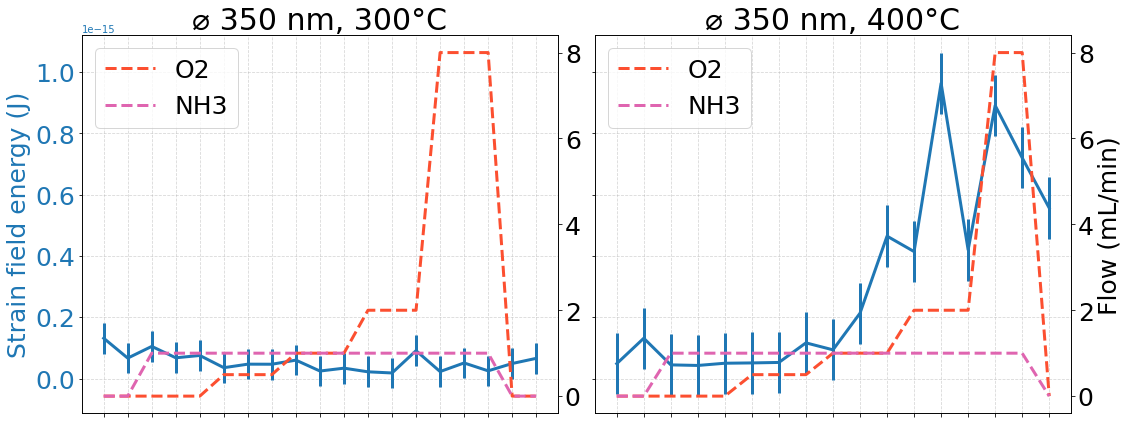 ⌀ 350 nm, 300°C
⌀ 350 nm, 400°C
1e−15
O2
NH3
O2
NH3
Strain field energy (J)
1.0
0.8
0.6
0.4
0.2
0.0
8
6
4
2
0
8
6
4
2
0
Flow (mL/min)